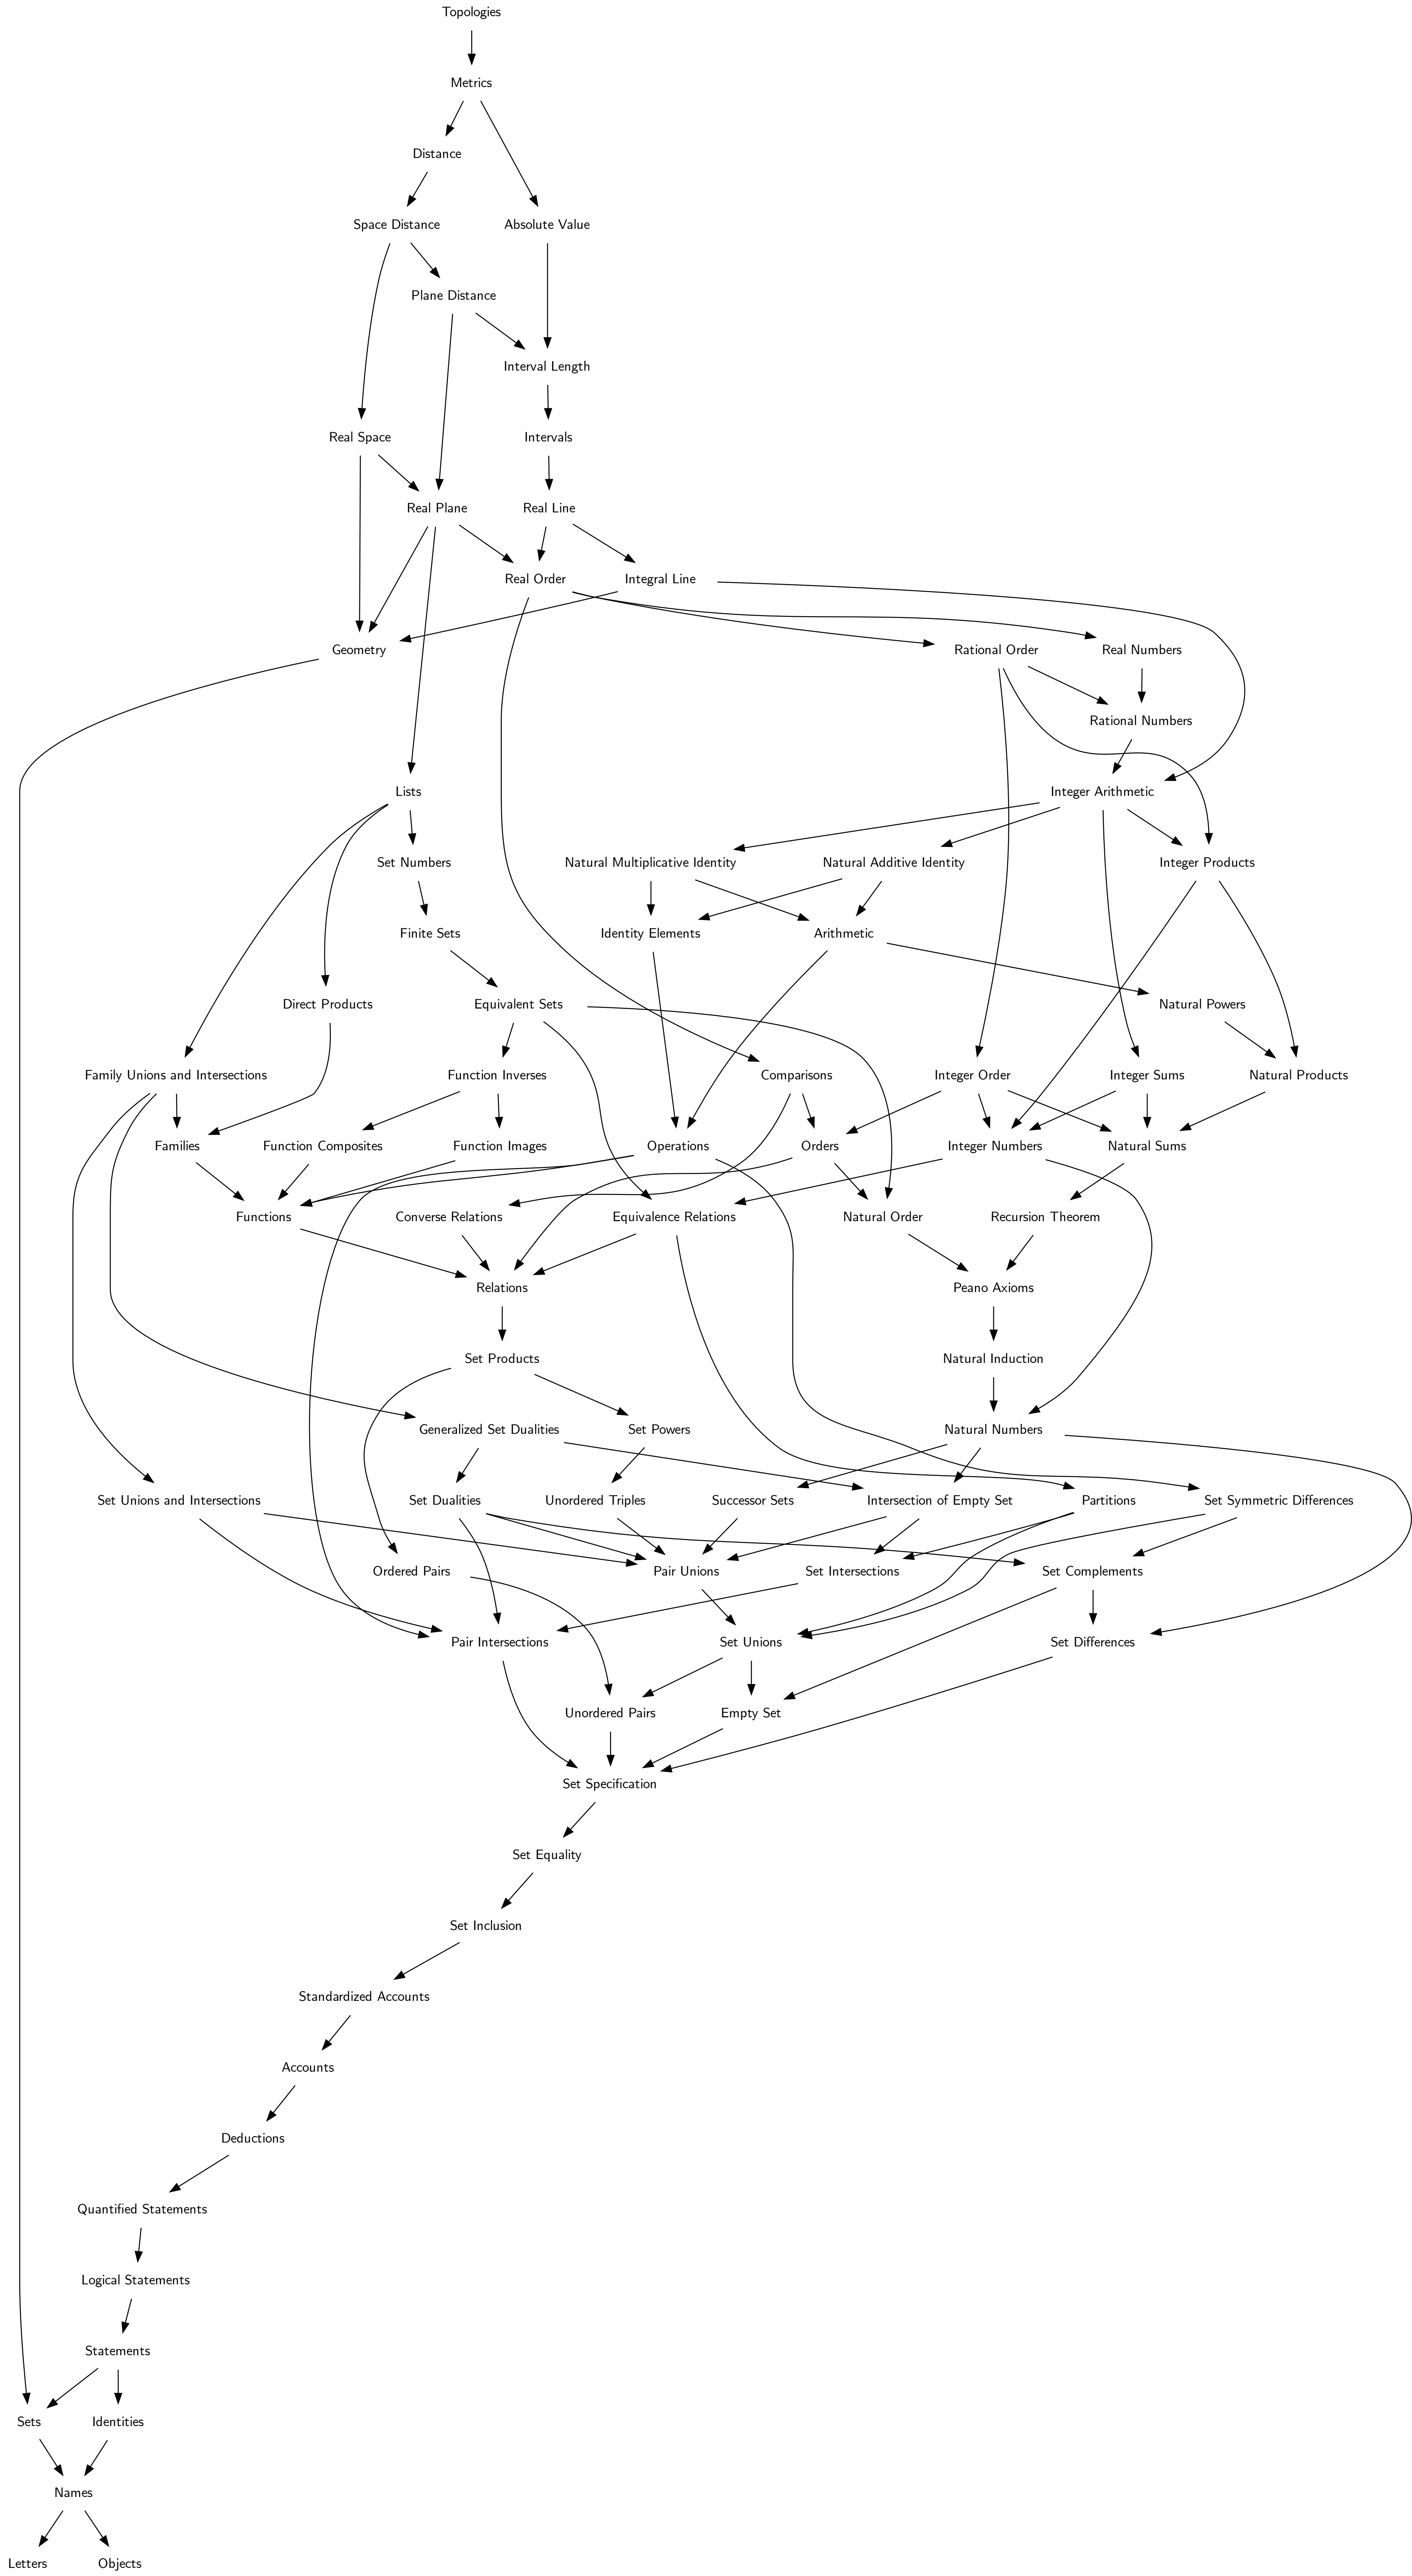 Topologies
Metrics
Distance
Space Distance
Absolute Value
Plane Distance
Interval Length
Real Space
Intervals
Real Plane
Real Line
Real Order
Integral Line
Geometry
Rational Order
Real Numbers
Rational Numbers
Lists
Integer Arithmetic
Set Numbers
Natural Multiplicative Identity
Natural Additive Identity
Integer Products
Finite Sets
Identity Elements
Arithmetic
Direct Products
Equivalent Sets
Natural Powers
Family Unions and Intersections
Function Inverses
Comparisons
Integer Order
Integer Sums
Natural Products
Families
Function Composites
Function Images
Operations
Orders
Integer Numbers
Natural Sums
Functions
Converse Relations
Equivalence Relations
Natural Order
Recursion Theorem
Relations
Peano Axioms
Set Products
Natural Induction
Generalized Set Dualities
Set Powers
Natural Numbers
Set Unions and Intersections
Set Dualities
Unordered Triples
Successor Sets
Intersection of Empty Set
Partitions
Set Symmetric Differences
Ordered Pairs
Pair Unions
Set Intersections
Set Complements
Pair Intersections
Set Unions
Set Differences
Unordered Pairs
Empty Set
Set Specification
Set Equality
Set Inclusion
Standardized Accounts
Accounts
Deductions
Quantified Statements
Logical Statements
Statements
Sets
Identities
Names
Letters
Objects